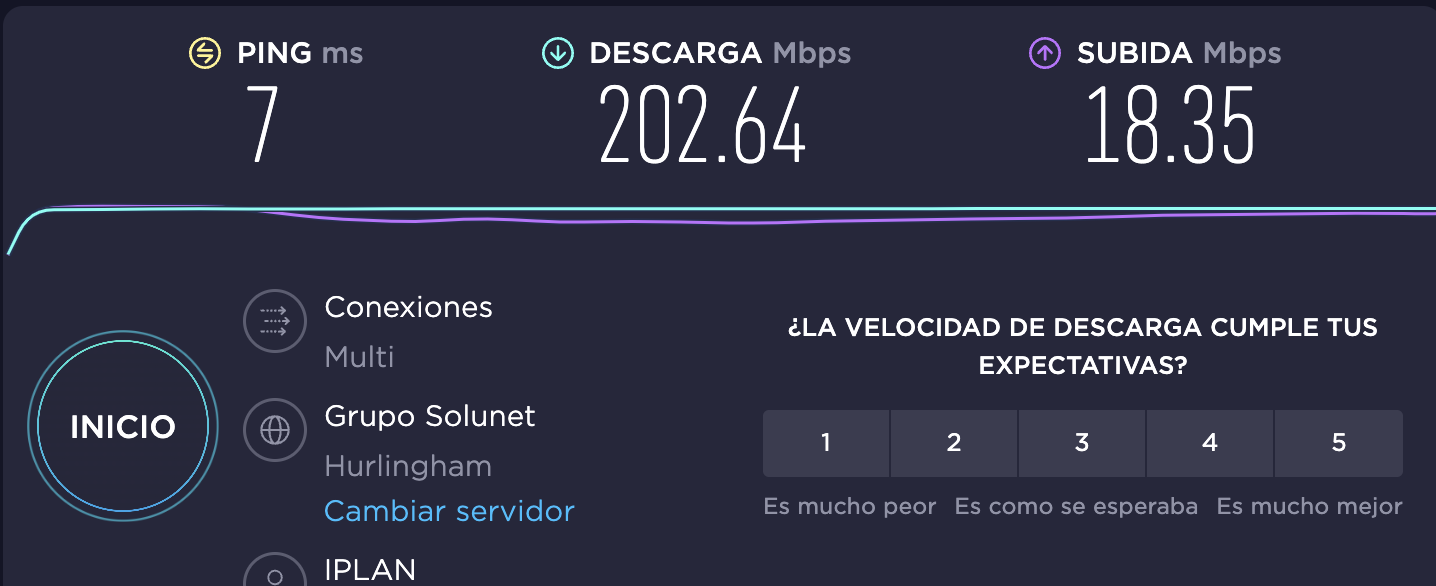 PING ms
7
DESCARGA Mbps
202.64
SUBIDA Mbps
18.35
INICIO
Conexiones
Multi
Grupo Solunet
Hurlingham
Cambiar servidor
IPLAN
¿LA VELOCIDAD DE DESCARGA CUMPLE TUS
EXPECTATIVAS?
1 2 3 4 5
Es mucho peor Es como se esperaba Es mucho mejor